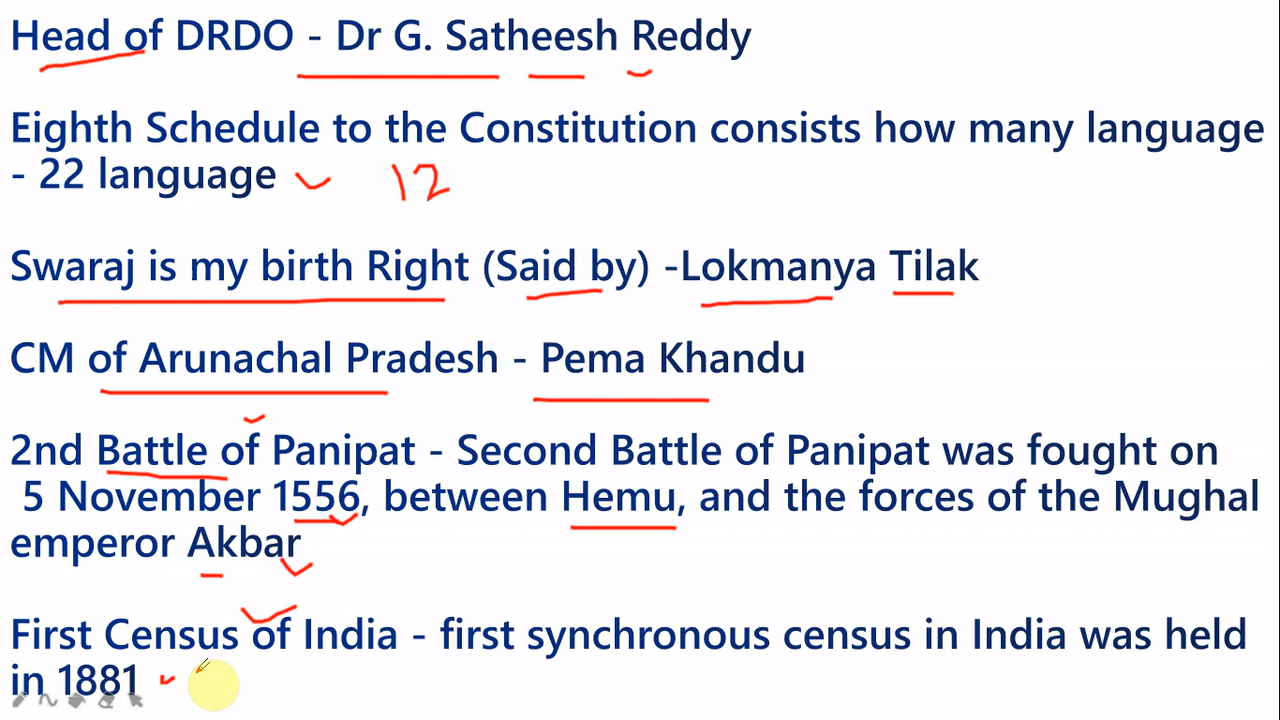 Head of DRDO - Dr G. Satheesh Reddy
Eighth Schedule to the Constitution consists how many language
- 22 language 12
Swaraj is my birth Right (Said by) -Lokmanya Tilak
CM of Arunachal Pradesh - Pema Khandu
2nd Battle of Panipat - Second Battle of Panipat was fought on
5 November 1556, between Hemu, and the forces of the Mughal
emperor Akbar
First Census of India - first synchronous census in India was held
in 1881